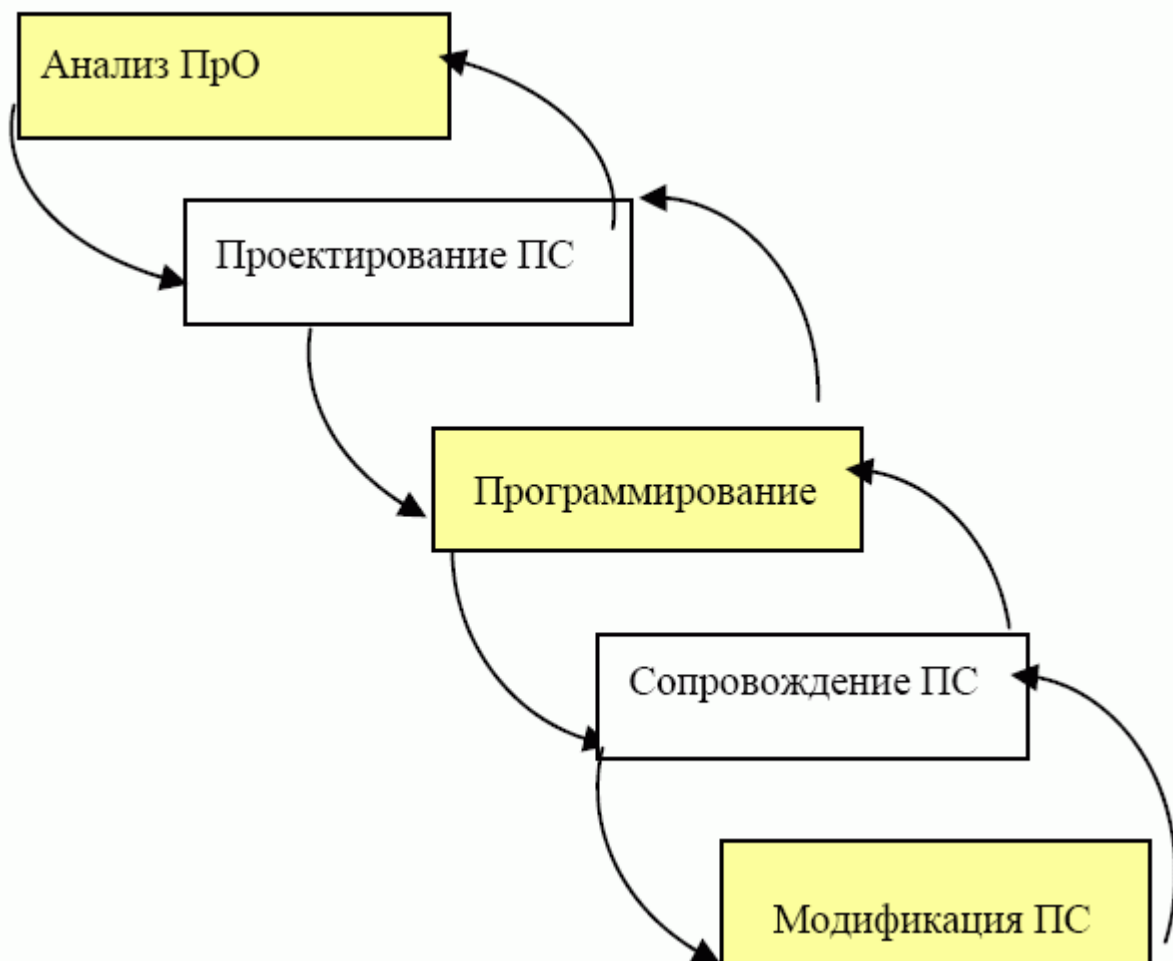 Анализ ПрО
Проектирование ПС
Программирование
Сопровождение ПС
Модификация ПС